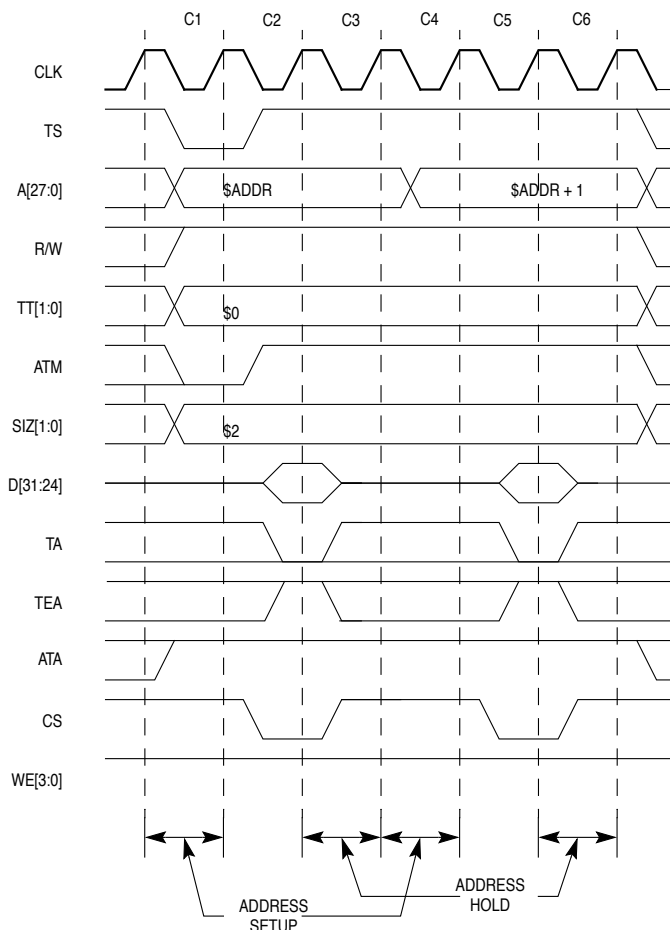 C1 C2 C3 C4 C5 C6
CLK
TS
A[27:0] $ADDR $ADDR + 1
R/W
TT[1:0] $0
ATM
SIZ[1:0] $2
D[31:24]
TA
TEA
ATA
CS
WE[3:0]
ADDRESS
SETUP
ADDRESS
HOLD